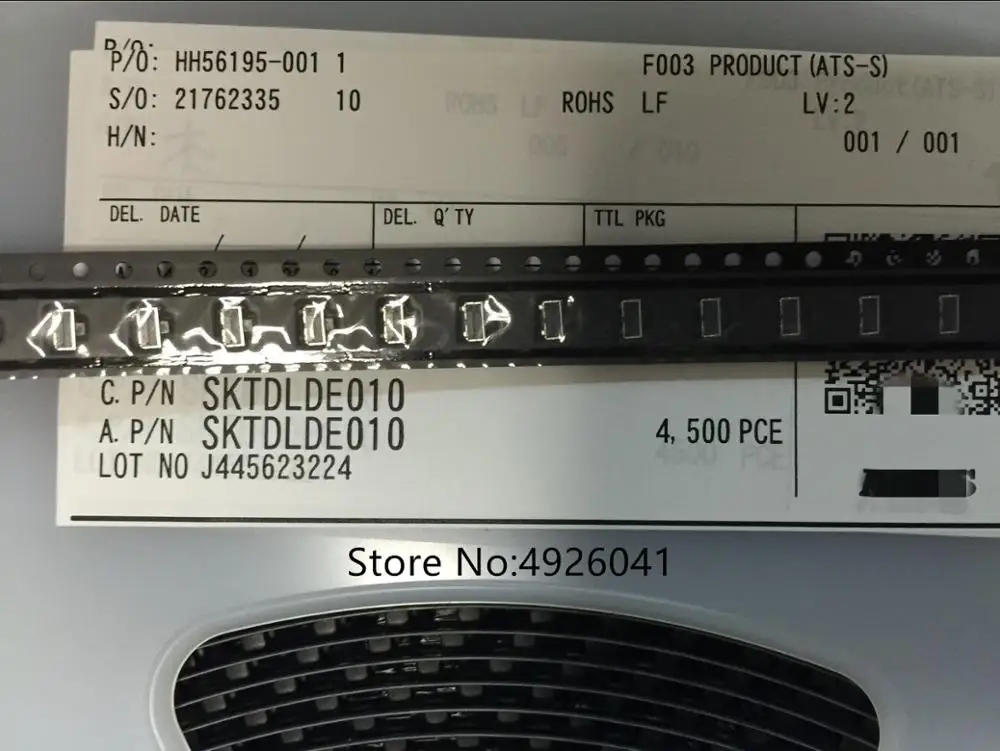 P/O:
P/O: HH56195-001 1 F003 PRODUCT (ATS-S)
S/O: 21762335 10 ROHS LF LV:2
H/N: 001 / 001
DEL. DATE DEL. Q'TY TTL PKG
/ /
C. P/N SKTDLDE010
A. P/N SKTDLDE010 4,500 PCE
LOT NO J445623224
Store No:4926041